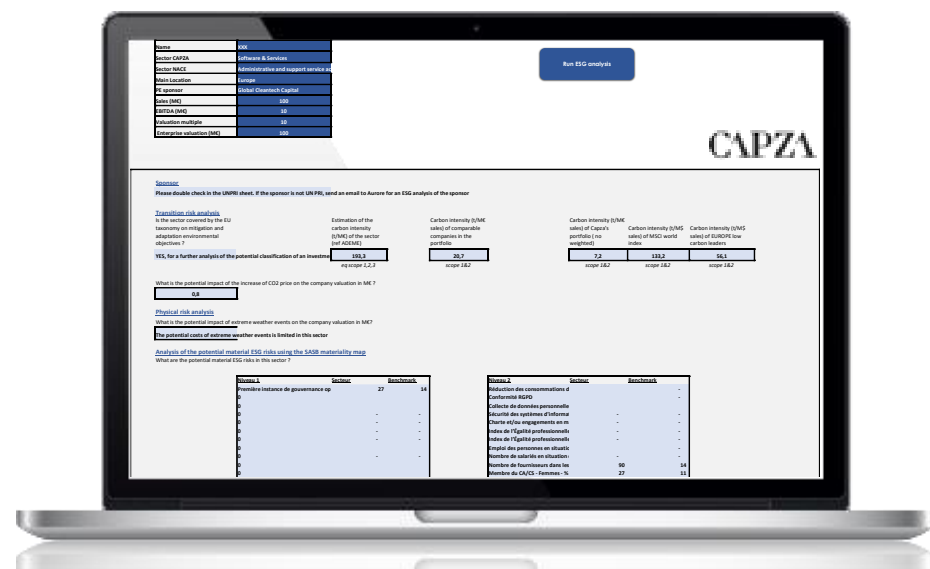 Name XXX
Sector CAPZA Software & Services
Sector NACE Administrative and support service ac
Main Location Europe
PE sponsor Global Cleantech Capital
Sales (M€) 100
EBITDA (M€) 10
Valuation multiple 10
Enterprise valuation (M€) 100
Run ESG analysis
CAPZA
Sponsor
Please double check in the UNPRI sheet. If the sponsor is not UN PRI, send an email to Aurore for an ESG analysis of the sponsor
Transition risk analysis
Is the sector covered by the EU taxonomy on mitigation and adaptation environmental objectives ?
Estimation of the carbon intensity (t/M€) of the sector (ref ADEME)
Carbon intensity (t/M€ sales) of comparable companies in the portfolio
Carbon intensity (t/M€ sales) of Capza's portfolio ( no weighted)
Carbon intensity (t/M$ sales) of MSCI world index
Carbon intensity (t/M$ sales) of EUROPE low carbon leaders
YES, for a further analysis of the potential classification of an investme 193,3 20,7 7,2 133,2 56,1
eq scope 1,2,3 scope 1&2 scope 1&2 scope 1&2 scope 1&2
What is the potential impact of the increase of CO2 price on the company valuation in M€ ?
0,8
Physical risk analysis
What is the potential impact of extreme weather events on the company valuation in M€?
The potential costs of extreme weather events is limited in this sector
Analysis of the potential material ESG risks using the SASB materiality map
What are the potential material ESG risks in this sector ?
Niveau 1 Secteur Benchmark
Première instance de gouvernance op 27 14
0
0
0 - -
0 - -
0 - -
0 - -
0
0 - -
0
0
Niveau 2 Secteur Benchmark
Réduction des consommations d -
Conformité RGPD -
Collecte de données personnelle
Sécurité des systèmes d'informat - -
Charte et/ou engagements en m - -
Index de l'Égalité professionnelle - -
Index de l'Égalité professionnelle - -
Emploi des personnes en situatio -
Nombre de salariés en situation - -
Nombre de fournisseurs dans les 90 14
Membre du CA/CS - Femmes - % 27 11